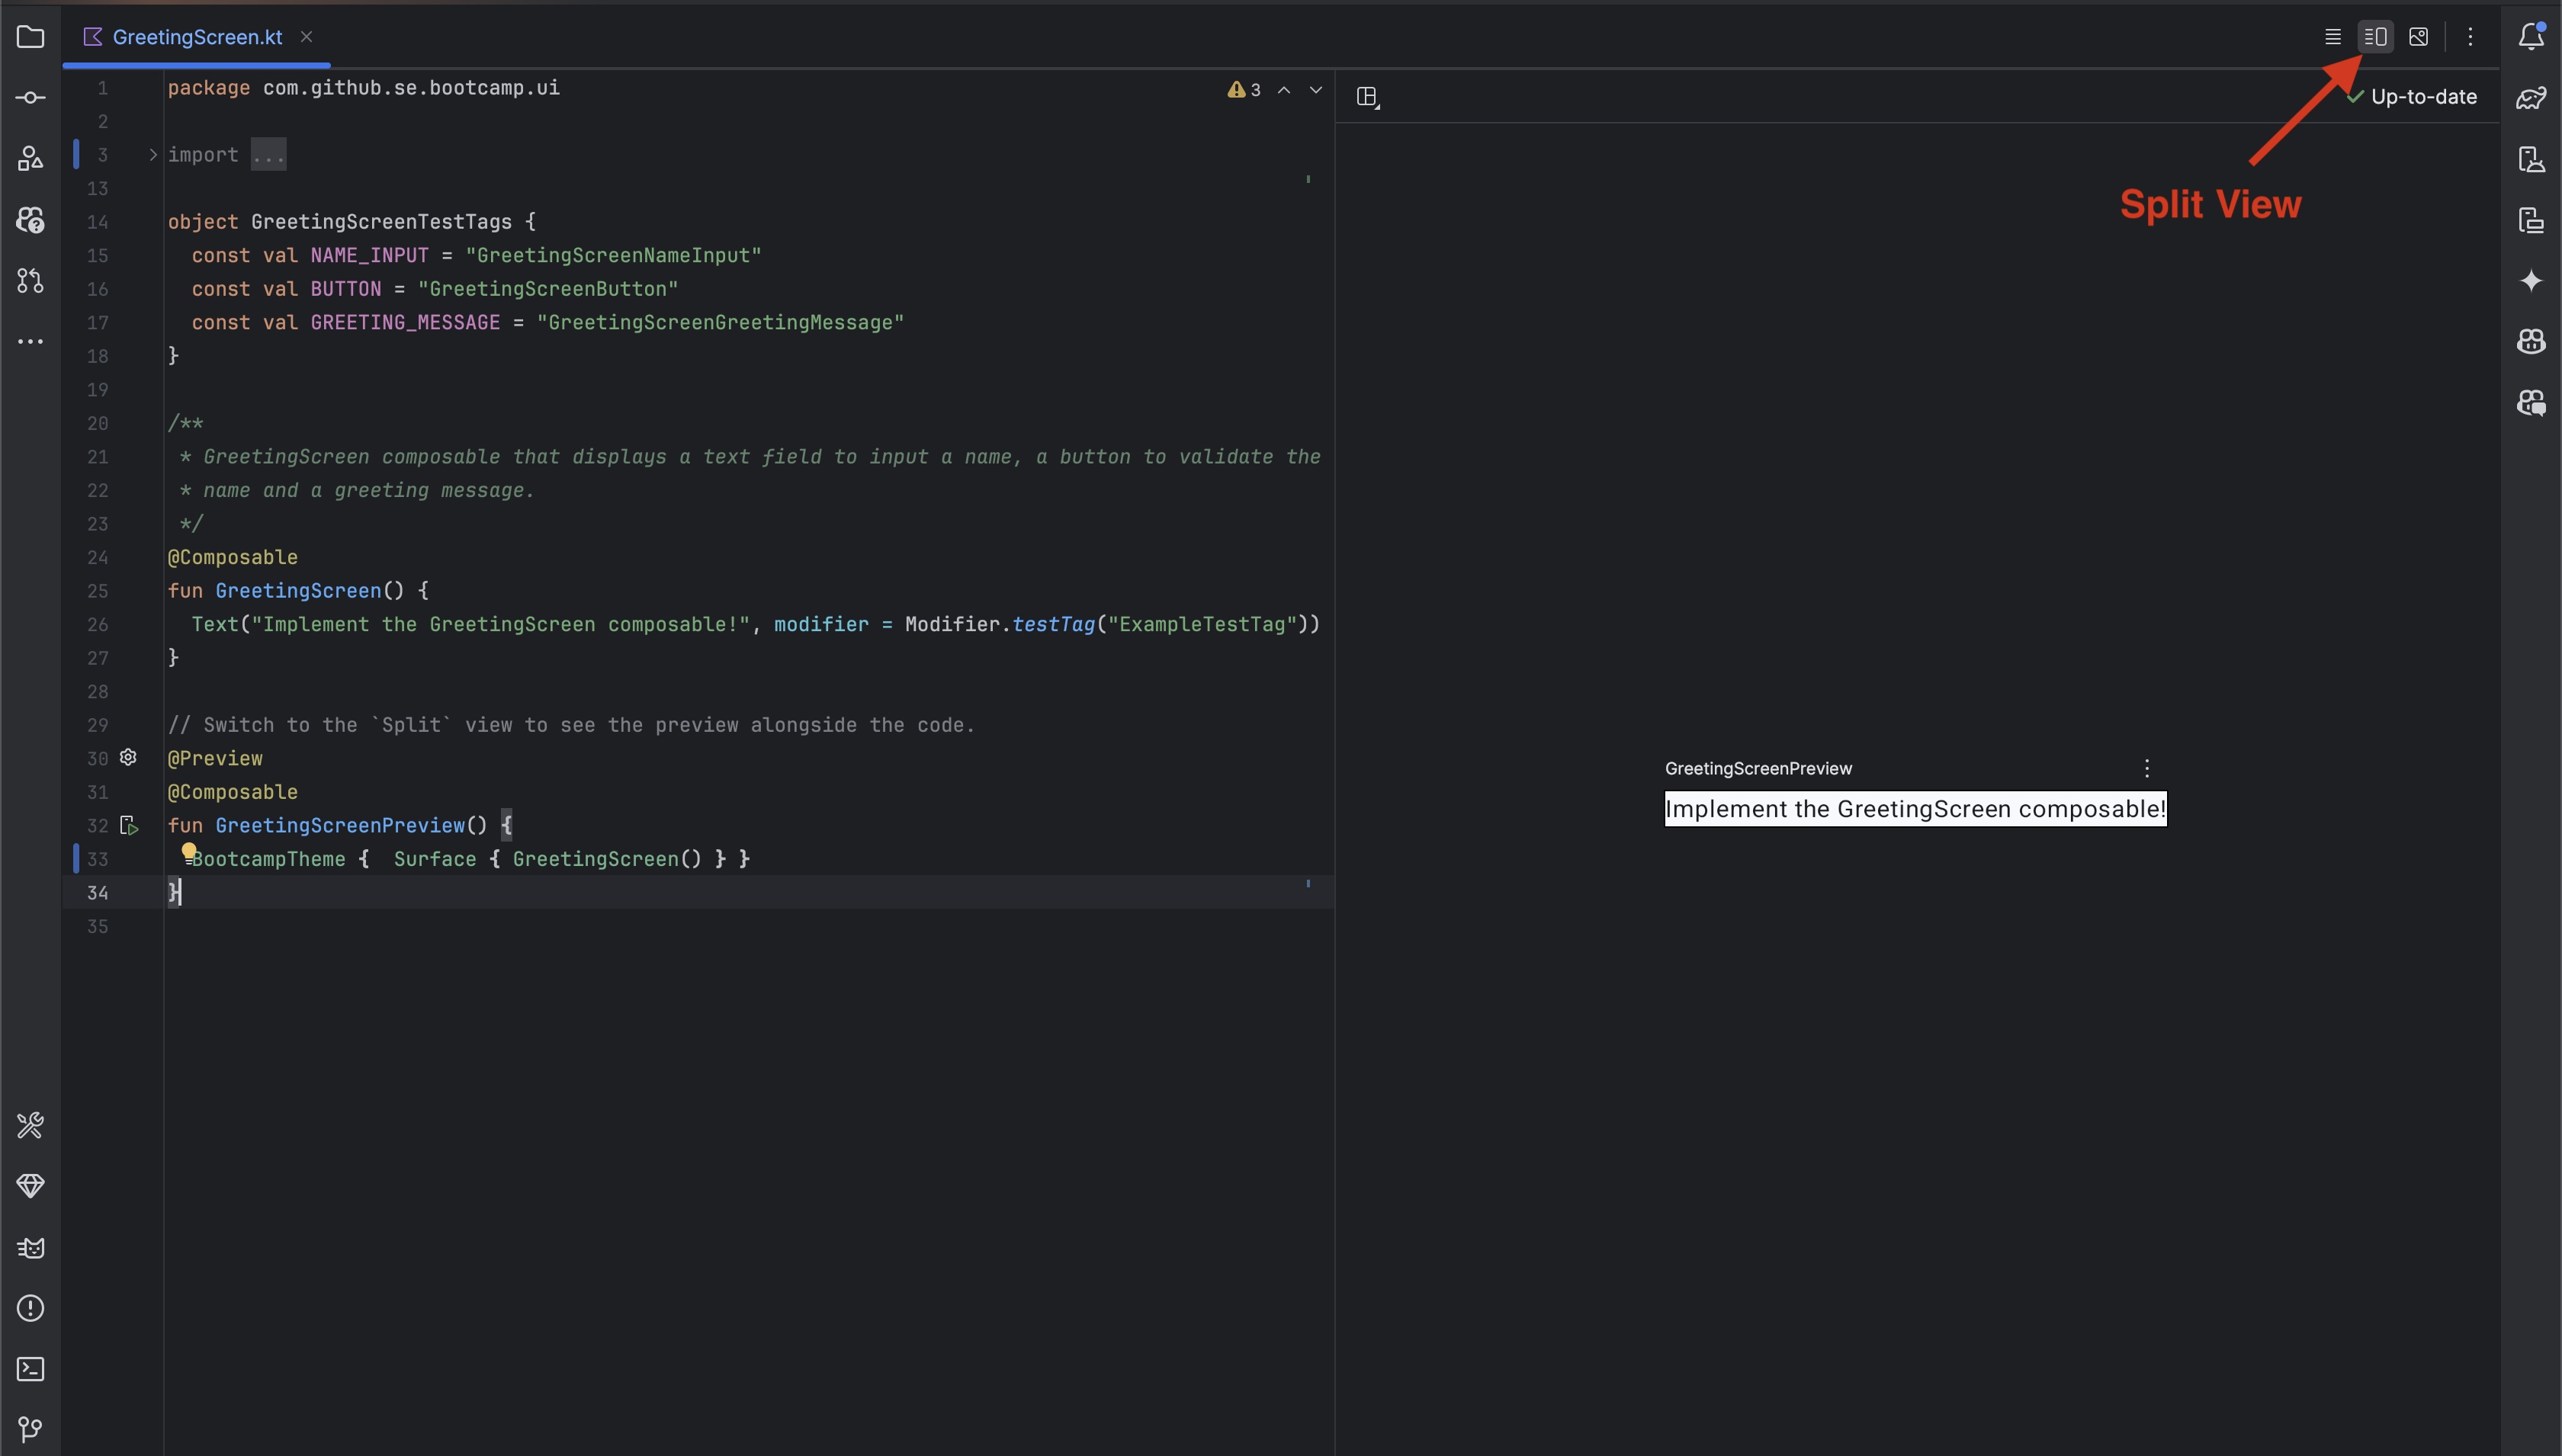 GreetingScreen.kt
1 package com.github.se.bootcamp.ui
3
2
3 import ...
13
14 object GreetingScreenTestTags {
15 const val NAME_INPUT = "GreetingScreenNameInput"
16 const val BUTTON = "GreetingScreenButton"
17 const val GREETING_MESSAGE = "GreetingScreenGreetingMessage"
18 }
19
20 /**
21 * GreetingScreen composable that displays a text field to input a name, a button to validate the
22 * name and a greeting message.
23 */
24 @Composable
25 fun GreetingScreen() {
26 Text("Implement the GreetingScreen composable!", modifier = Modifier.testTag("ExampleTestTag"))
27 }
28
29 // Switch to the `Split` view to see the preview alongside the code.
30 @Preview
31 @Composable
32 fun GreetingScreenPreview() {
33 BootcampTheme { Surface { GreetingScreen() } }
34 }
35
Up-to-date
Split View
GreetingScreenPreview
Implement the GreetingScreen composable!